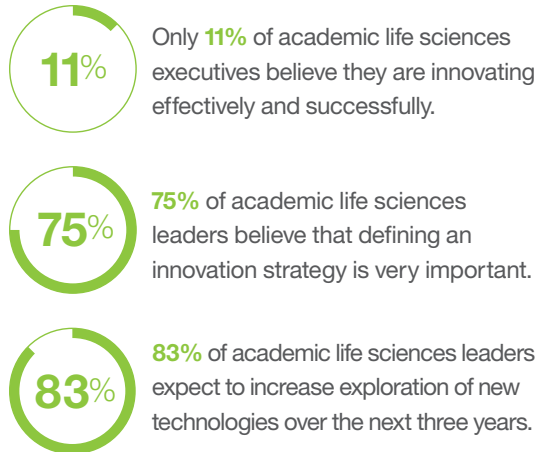 11%
Only 11% of academic life sciences
executives believe they are innovating
effectively and successfully.
75%
75% of academic life sciences
leaders believe that defining an
innovation strategy is very important.
83%
83% of academic life sciences leaders
expect to increase exploration of new
technologies over the next three years.